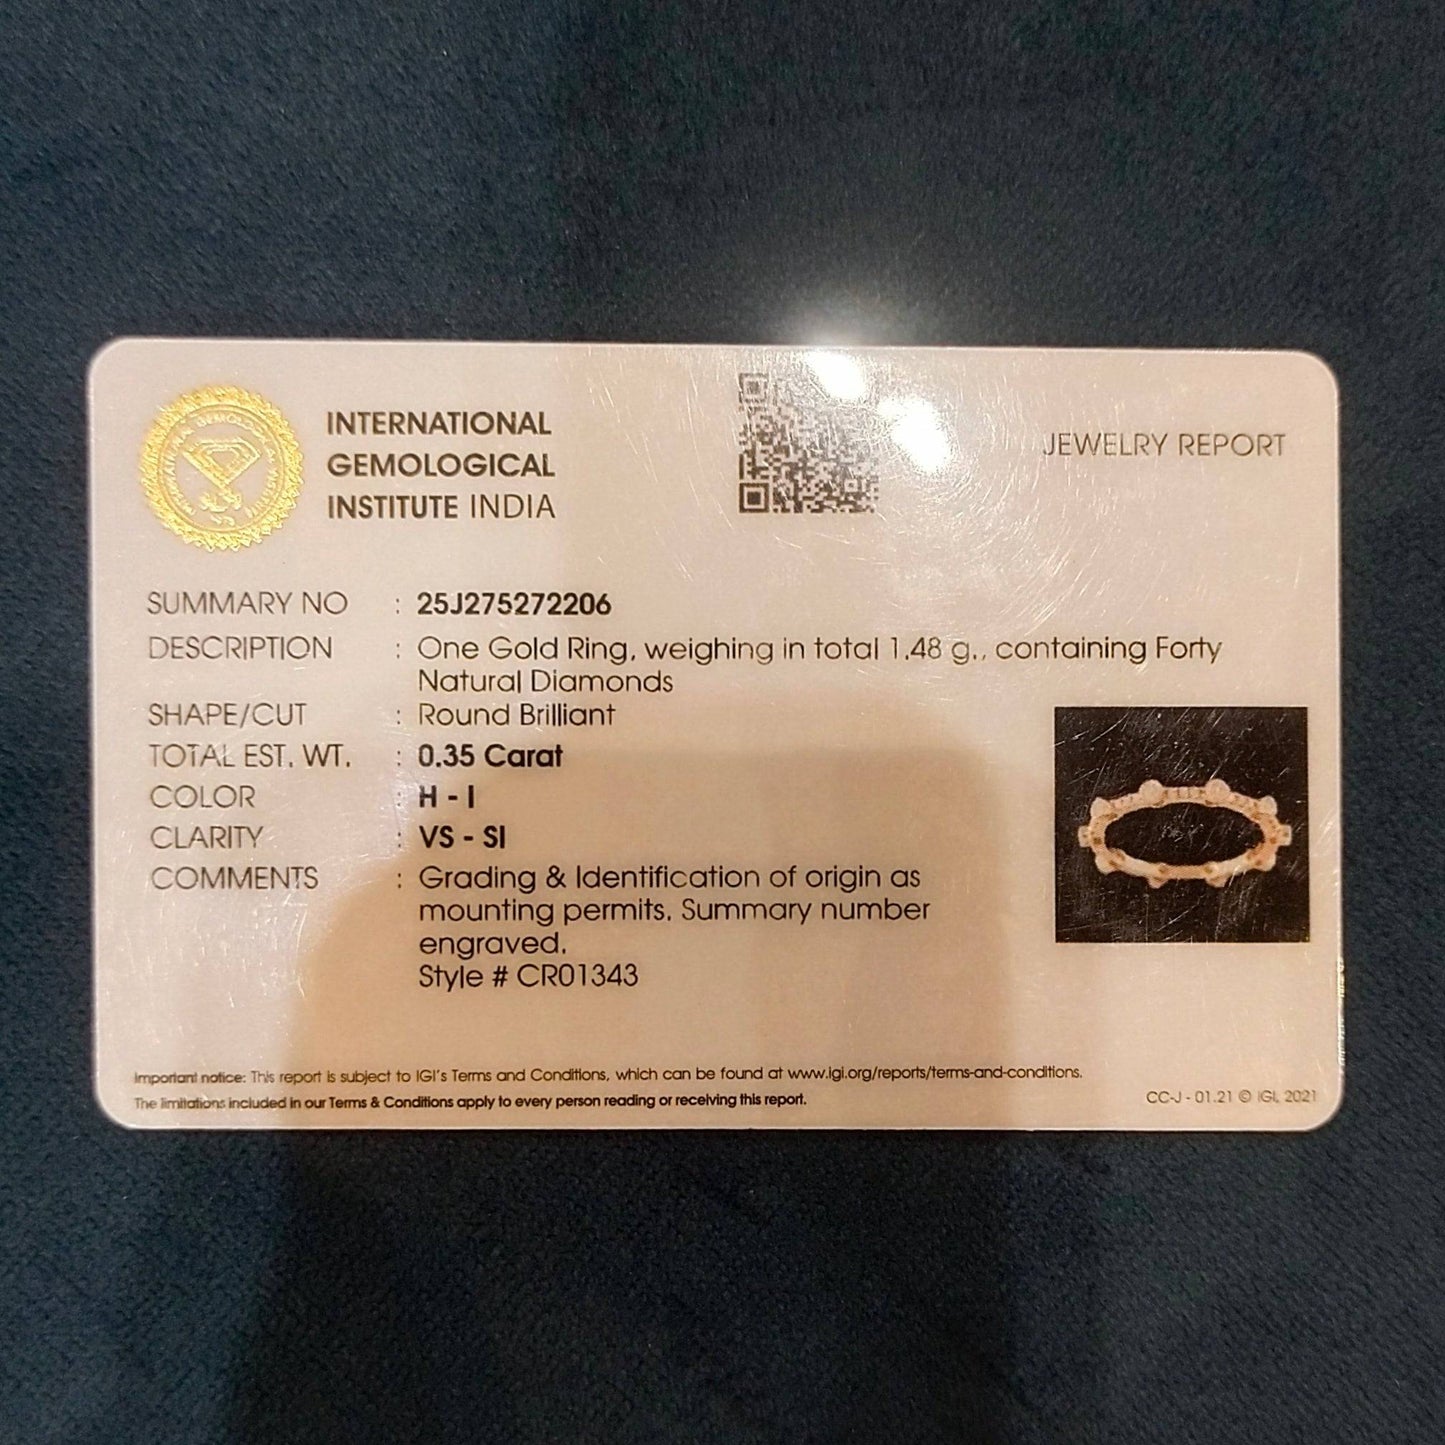 INTERNATIONAL
GEMOLOGICAL
INSTITUTE INDIA
JEWELRY REPORT
SUMMARY NO : 25J275272206
DESCRIPTION : One Gold Ring, weighing in total 1.48 g., containing Forty
Natural Diamonds
SHAPE/CUT : Round Brilliant
TOTAL EST. WT. : 0.35 Carat
COLOR : H - I
CLARITY : VS - SI
COMMENTS : Grading & Identification of origin as
mounting permits. Summary number
engraved.
Style # CR01343
Important notice: This report is subject to IGI's Terms and Conditions, which can be found at www.igi.org/reports/terms-and-conditions.
The limitations included in our Terms & Conditions apply to every person reading or receiving this report.
CC-J - 01.21 © IGI, 2021